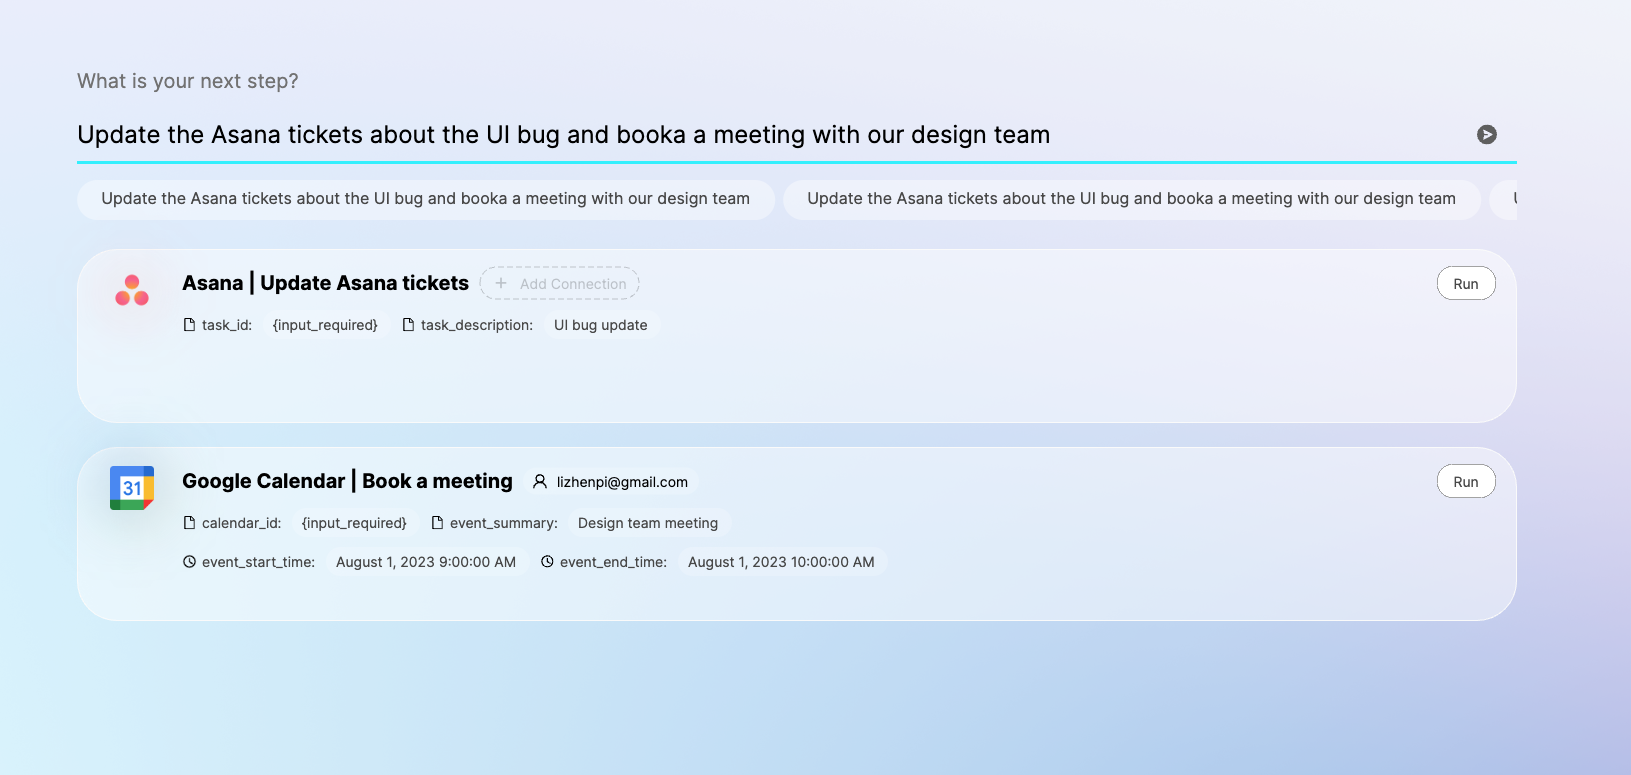 What is your next step?
Update the Asana tickets about the UI bug and booka a meeting with our design team
Update the Asana tickets about the UI bug and booka a meeting with our design team Update the Asana tickets about the UI bug and booka a meeting with our design team
Asana | Update Asana tickets + Add Connection Run
task_id: {input_required} task_description: UI bug update
31 Google Calendar | Book a meeting lizhenpi@gmail.com Run
calendar_id: {input_required} event_summary: Design team meeting
event_start_time: August 1, 2023 9:00:00 AM event_end_time: August 1, 2023 10:00:00 AM